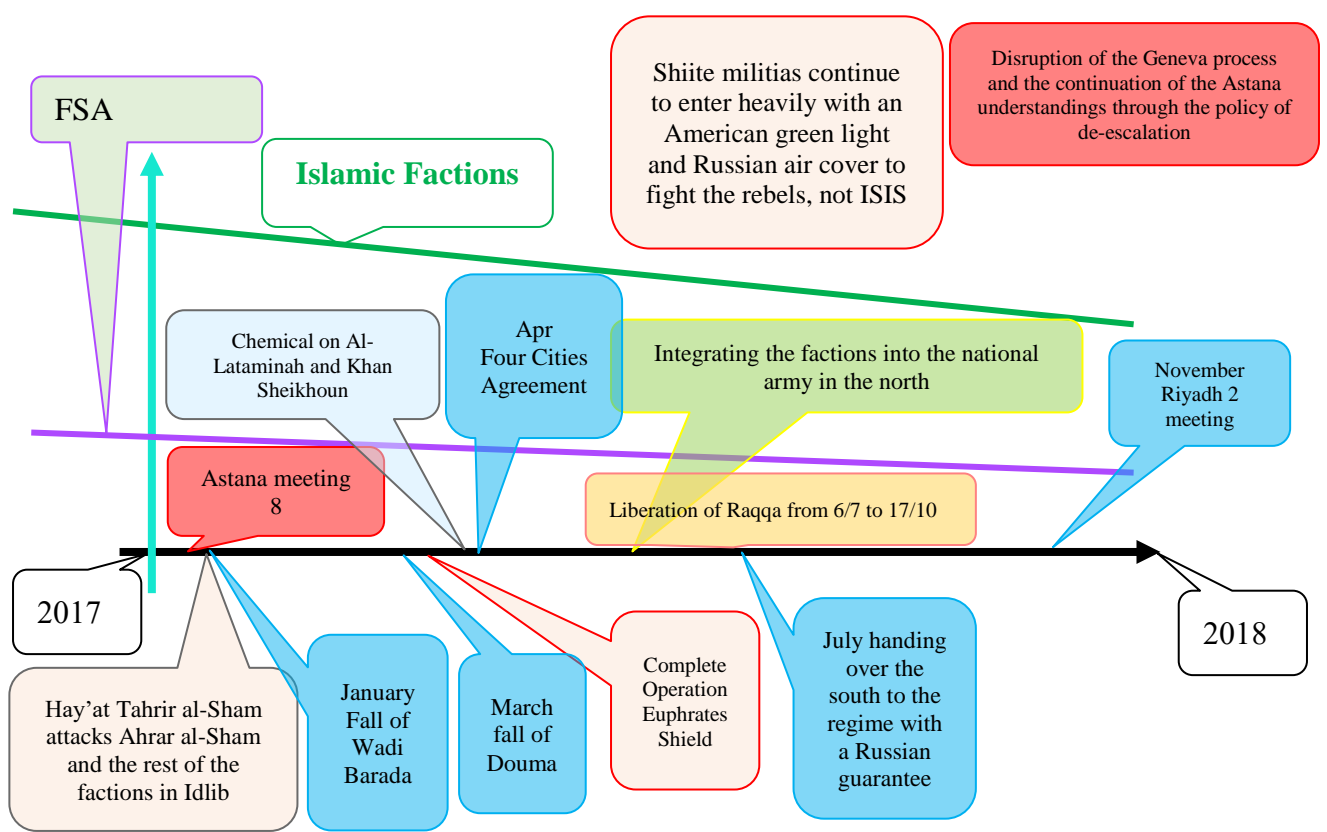 FSA
Islamic Factions
Shiite militias continue
to enter heavily with an
American green light
and Russian air cover to
fight the rebels, not ISIS
Disruption of the Geneva process
and the continuation of the Astana
understandings through the policy of
de-escalation
Chemical on Al-
Lataminah and Khan
Sheikhoun
Apr
Four Cities
Agreement
Integrating the factions into the national
army in the north
November
Riyadh 2
meeting
Astana meeting
8
Liberation of Raqqa from 6/7 to 17/10
2017
2018
Hay’at Tahrir al-Sham
attacks Ahrar al-Sham
and the rest of the
factions in Idlib
January
Fall of
Wadi
Barada
March
fall of
Douma
Complete
Operation
Euphrates
Shield
July handing
over the
south to the
regime with
a Russian
guarantee